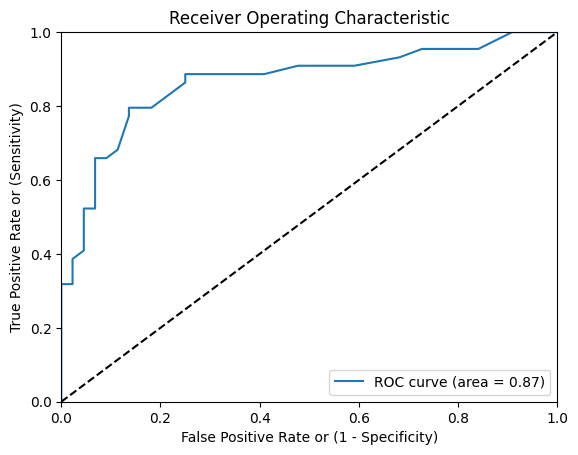 Receiver Operating Characteristic
1.0
0.8
0.6
0.4
0.2
0.0
True Positive Rate or (Sensitivity)
ROC curve (area = 0.87)
0.0 0.2 0.4 0.6 0.8 1.0
False Positive Rate or (1 - Specificity)